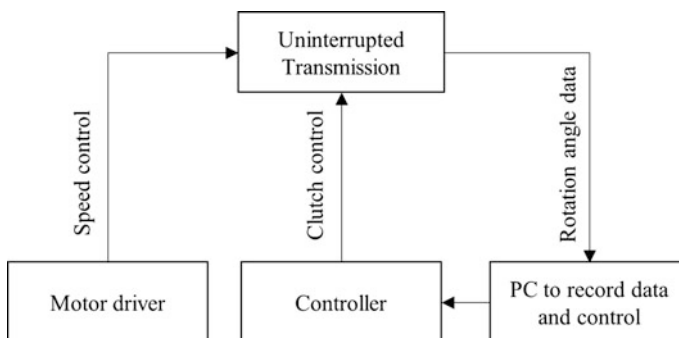 Uninterrupted
Transmission
Speed control
Clutch control
Rotation angle data
Motor driver
Controller
PC to record data
and control